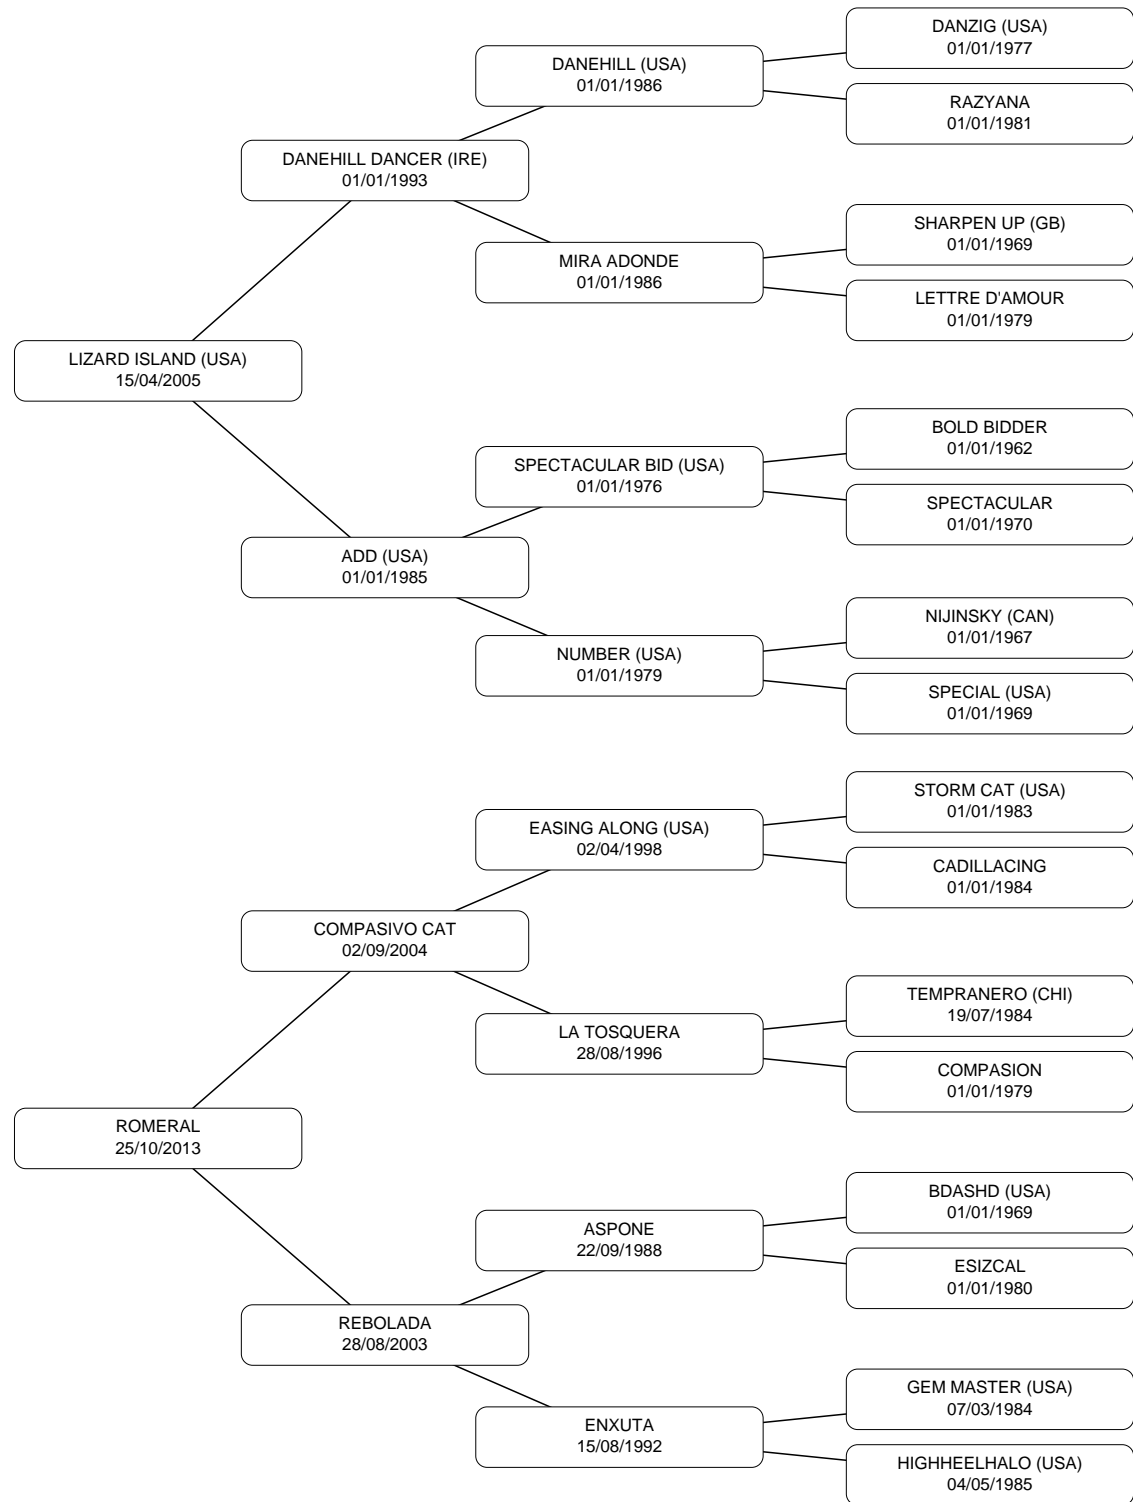 DANZIG (USA)
01/01/1977
DANEHILL (USA)
01/01/1986
RAZYANA
01/01/1981
DANEHILL DANCER (IRE)
01/01/1993
SHARPEN UP (GB)
01/01/1969
MIRA ADONDE
01/01/1986
LETTRE D'AMOUR
01/01/1979
LIZARD ISLAND (USA)
15/04/2005
BOLD BIDDER
01/01/1962
SPECTACULAR BID (USA)
01/01/1976
SPECTACULAR
01/01/1970
ADD (USA)
01/01/1985
NIJINSKY (CAN)
01/01/1967
NUMBER (USA)
01/01/1979
SPECIAL (USA)
01/01/1969
STORM CAT (USA)
01/01/1983
EASING ALONG (USA)
02/04/1998
CADILLACING
01/01/1984
COMPASIVO CAT
02/09/2004
TEMPRANERO (CHI)
19/07/1984
LA TOSQUERA
28/08/1996
COMPASION
01/01/1979
ROMERAL
25/10/2013
BDASHD (USA)
01/01/1969
ASPONE
22/09/1988
ESIZCAL
01/01/1980
REBOLADA
28/08/2003
GEM MASTER (USA)
07/03/1984
ENXUTA
15/08/1992
HIGHHEELHALO (USA)
04/05/1985